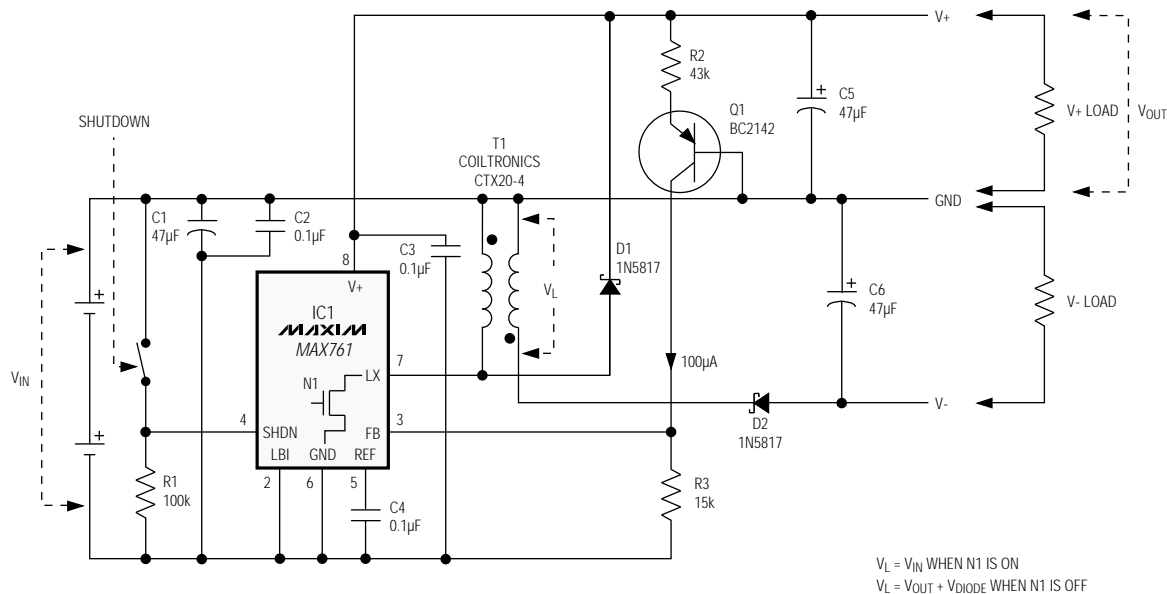 V+
R2
43k
C5
47µF
Q1
BC2142
V+ LOAD
VOUT
SHUTDOWN
T1
COILTRONICS
CTX20-4
GND
C1
47µF
C2
0.1µF
C3
0.1µF
D1
1N5817
8
V+
IC1
MAXIM
MAX761
VL
C6
47µF
V- LOAD
VIN
7
LX
N1
100µA
V-
D2
1N5817
4
SHDN
3
FB
LBI
GND
REF
2
6
5
R1
100k
C4
0.1µF
R3
15k
VL = VIN WHEN N1 IS ON
VL = VOUT + VDIODE WHEN N1 IS OFF